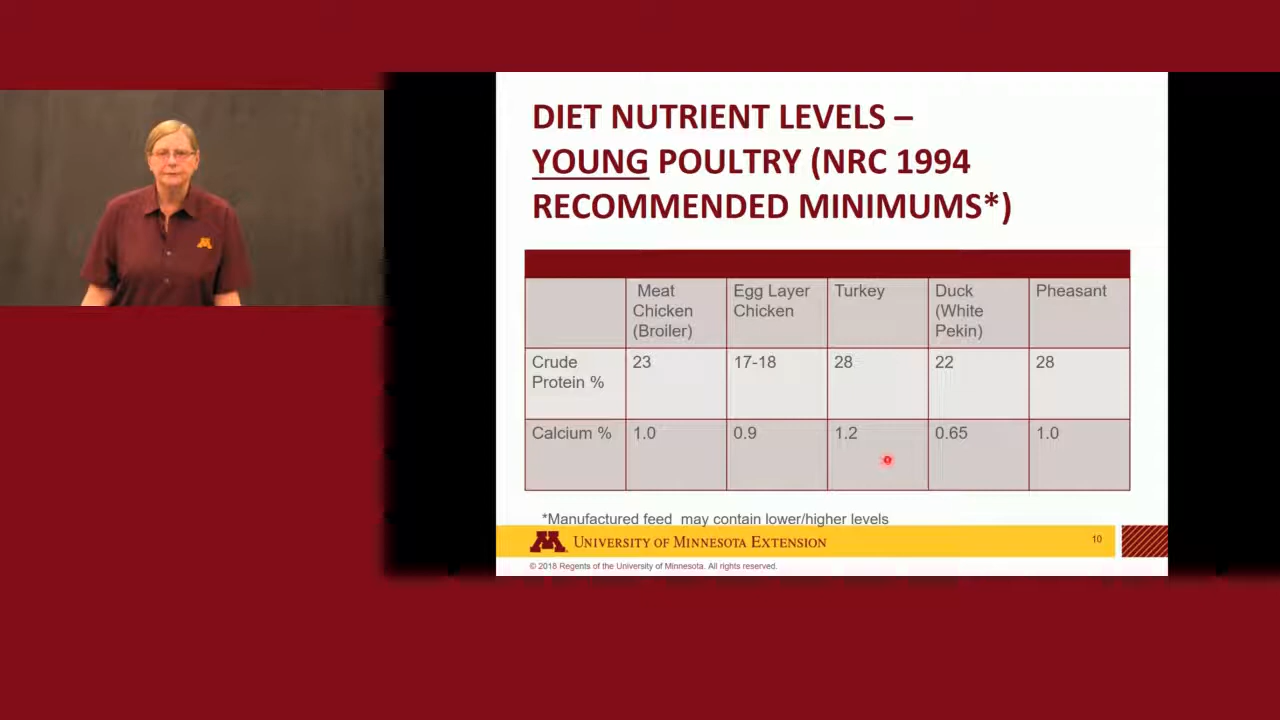 DIET NUTRIENT LEVELS –
YOUNG POULTRY (NRC 1994
RECOMMENDED MINIMUMS*)
Meat
Chicken
(Broiler)
Egg Layer
Chicken
Turkey
Duck
(White
Pekin)
Pheasant
Crude
Protein %
23
17-18
28
22
28
Calcium %
1.0
0.9
1.2
0.65
1.0
*Manufactured feed may contain lower/higher levels
M UNIVERSITY OF MINNESOTA EXTENSION
10
© 2018 Regents of the University of Minnesota. All rights reserved.
M